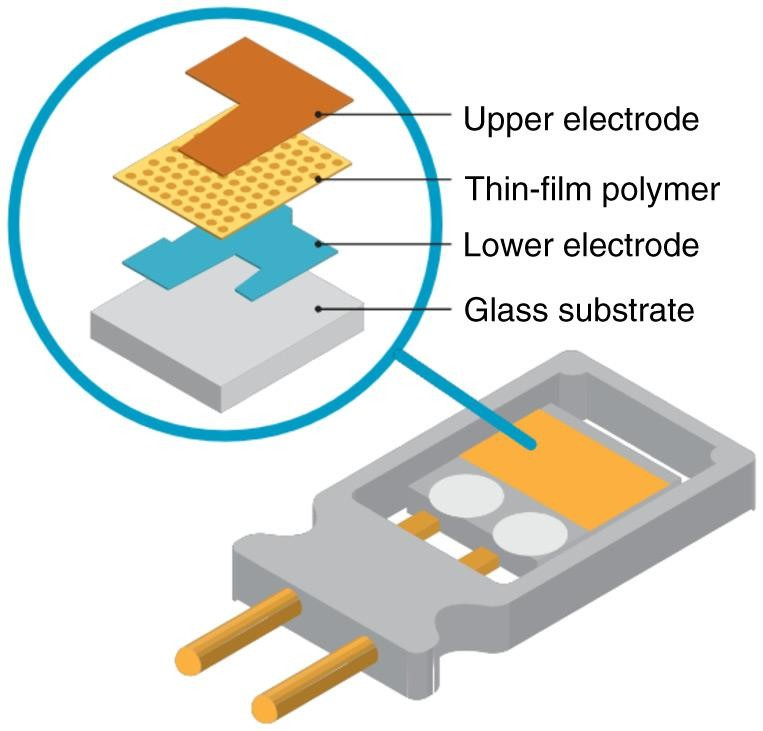 Upper electrode
Thin-film polymer
Lower electrode
Glass substrate